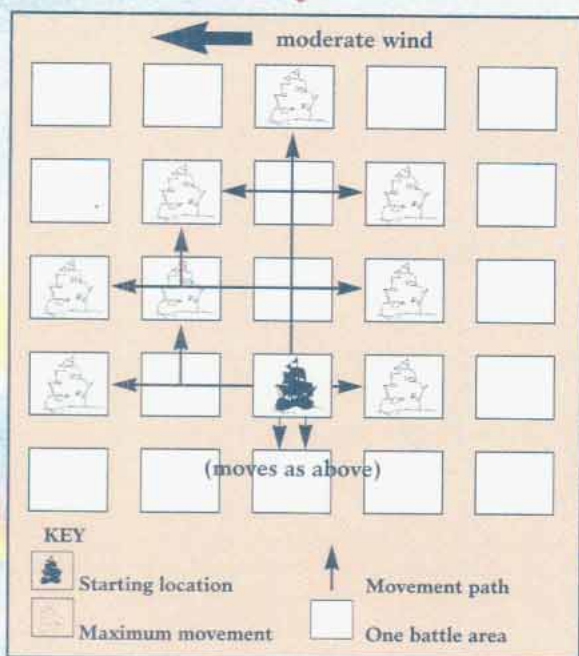 moderate wind
(moves as above)
KEY
Starting location
Movement path
Maximum movement
One battle area